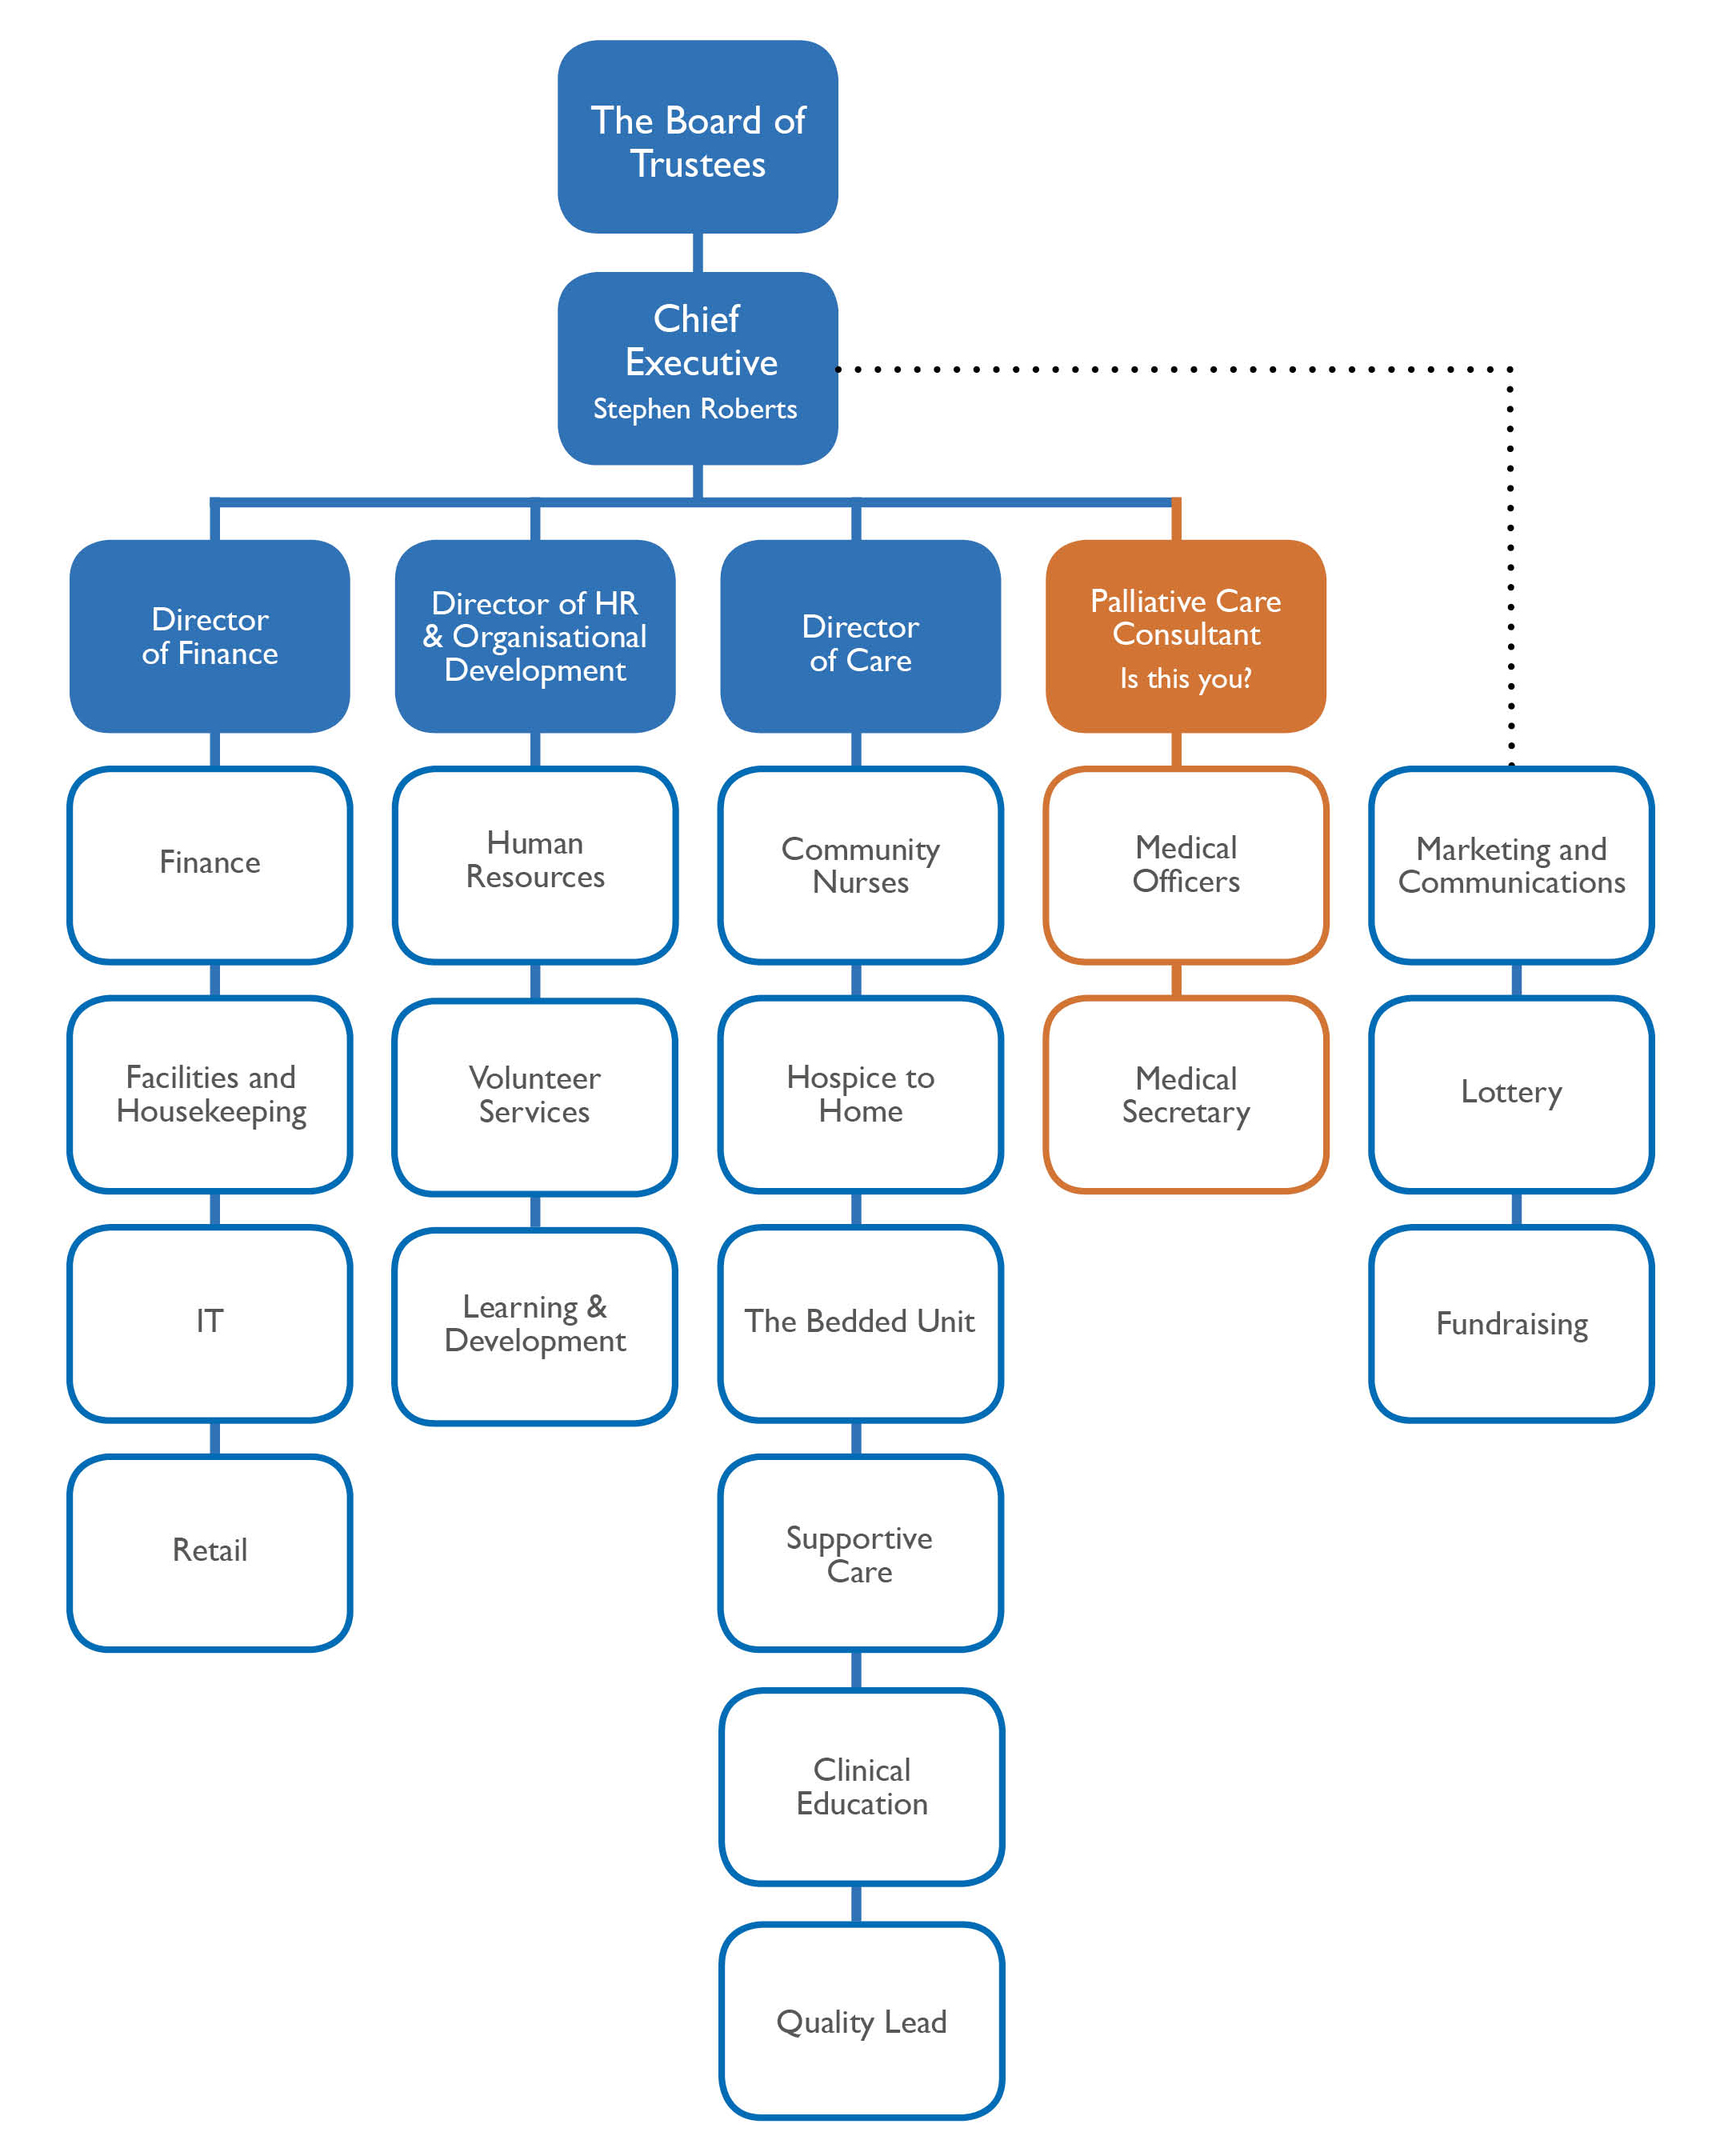 The Board of
Trustees
Chief
Executive
Stephen Roberts
Director
of Finance
Director of HR
& Organisational
Development
Director
of Care
Palliative Care
Consultant
Is this you?
Finance
Human
Resources
Community
Nurses
Medical
Officers
Marketing and
Communications
Facilities and
Housekeeping
Volunteer
Services
Hospice to
Home
Medical
Secretary
Lottery
IT
Learning &
Development
The Bedded Unit
Fundraising
Retail
Supportive
Care
Clinical
Education
Quality Lead